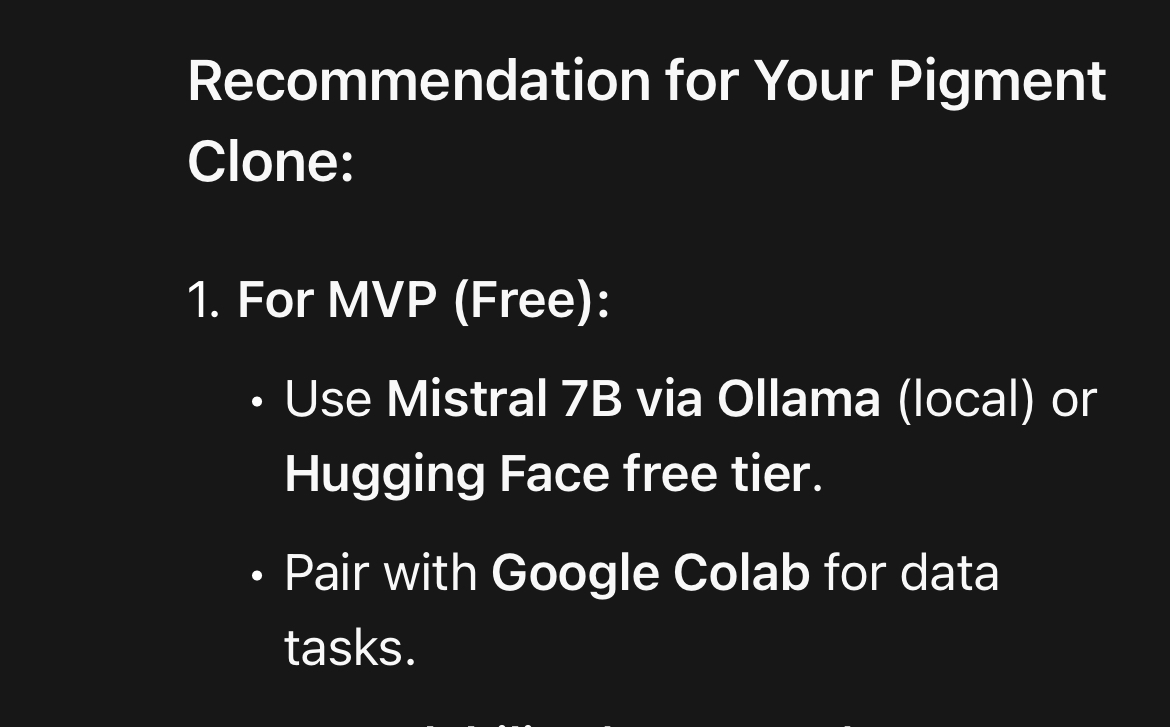 Recommendation for Your Pigment
Clone:
1. For MVP (Free):
• Use Mistral 7B via Ollama (local) or
Hugging Face free tier.
• Pair with Google Colab for data
tasks.